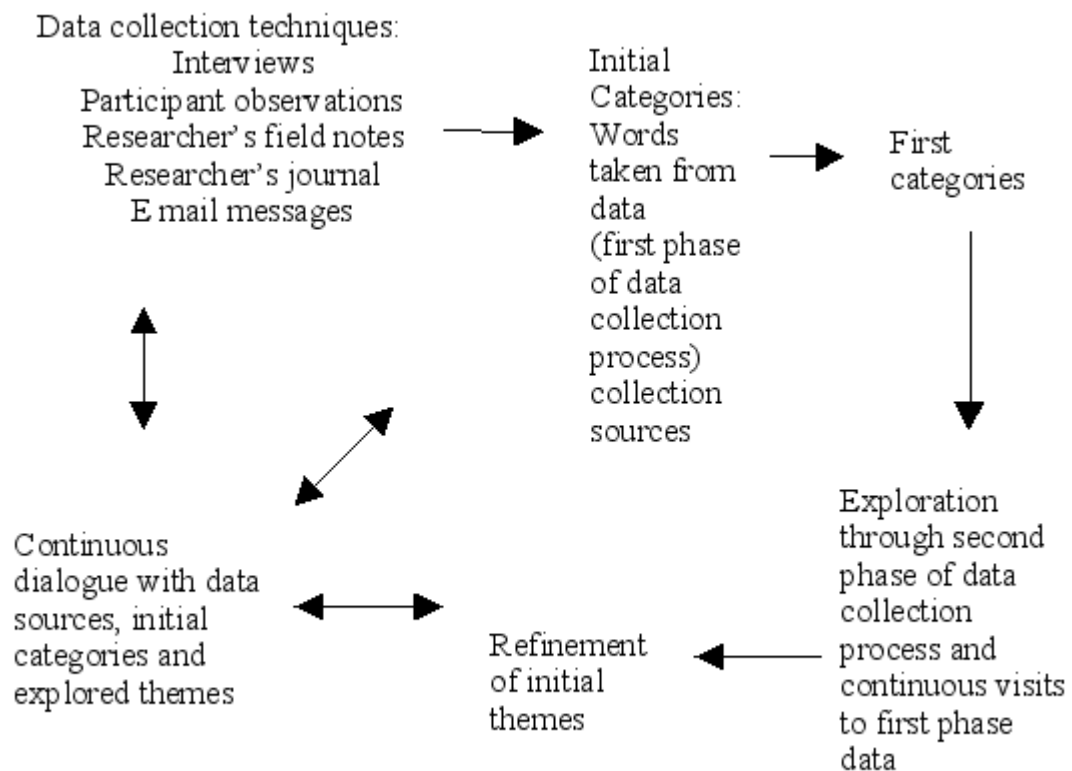 Data collection techniques:
Interviews
Participant observations
Researcher's field notes
Researcher's journal
E mail messages
Initial
Categories:
Words
taken from
data
(first phase
of data
collection
process)
collection
sources
First
categories
Exploration
through second
phase of data
collection
process and
continuous visits
to first phase
data
Refinement
of initial
themes
Continuous
dialogue with data
sources, initial
categories and
explored themes